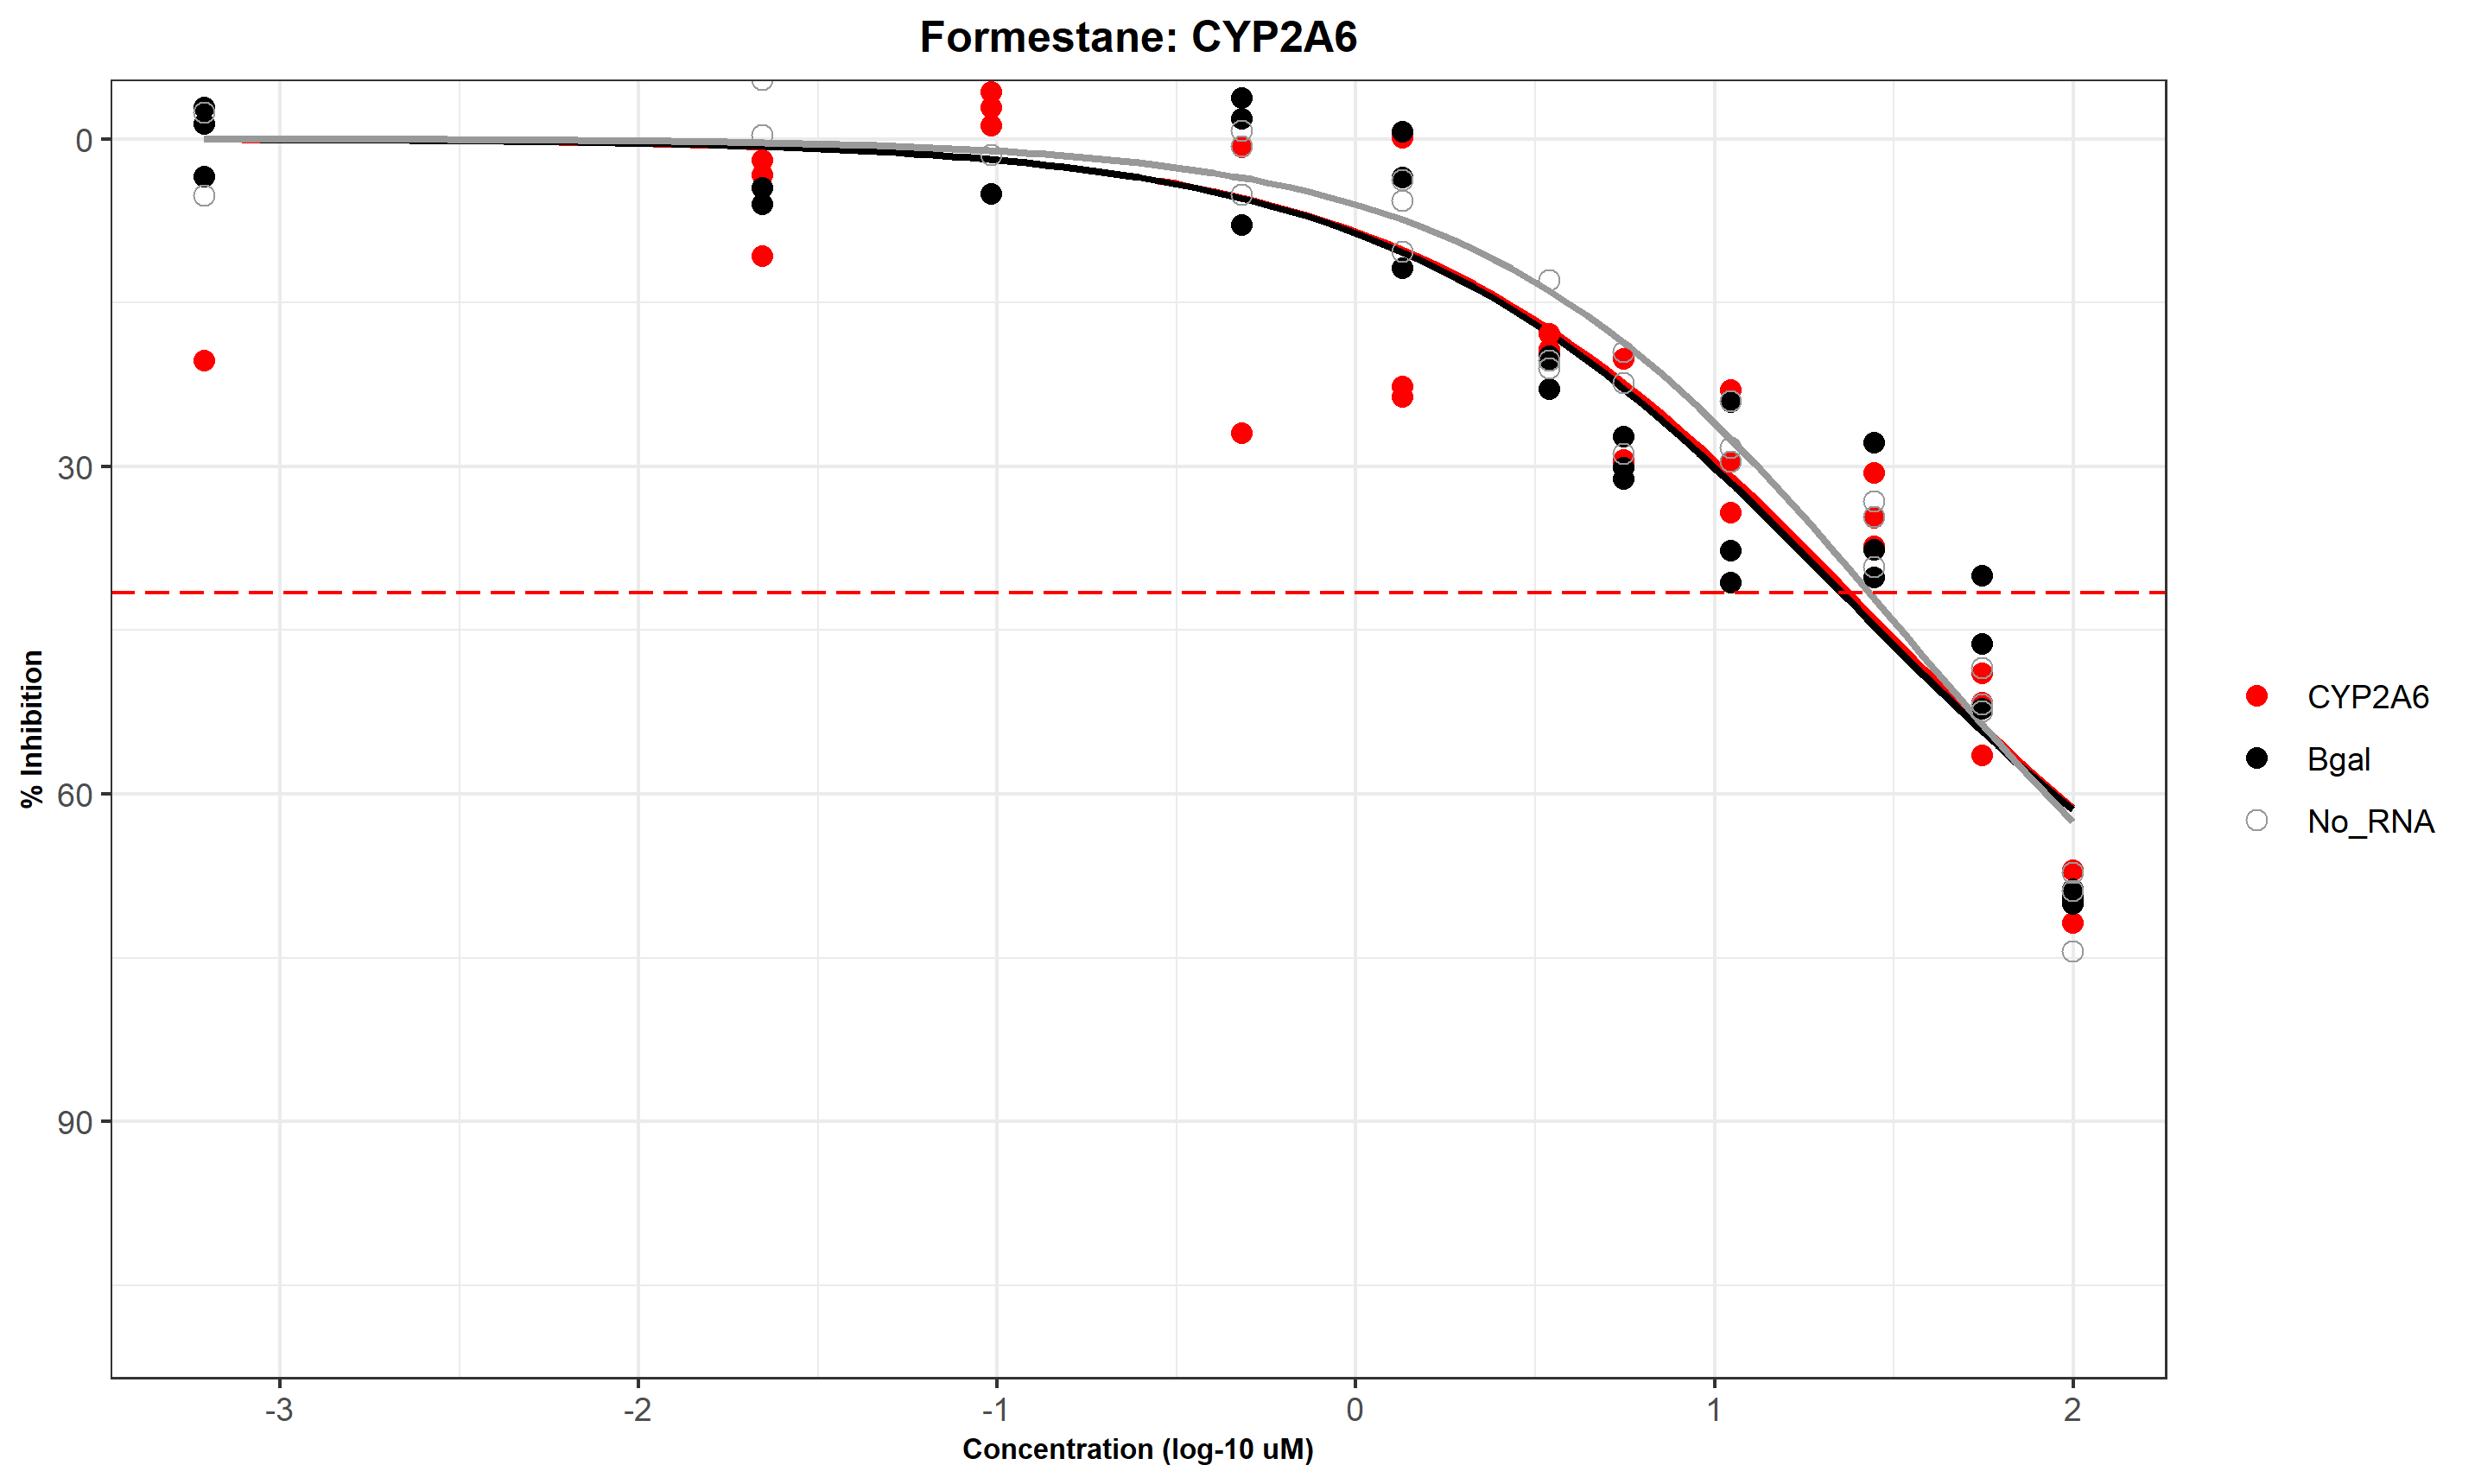 Formestane: CYP2A6
% Inhibition
0
30
60
90
-3
-2
-1
0
1
2
Concentration (log-10 uM)
CYP2A6
Bgal
No_RNA